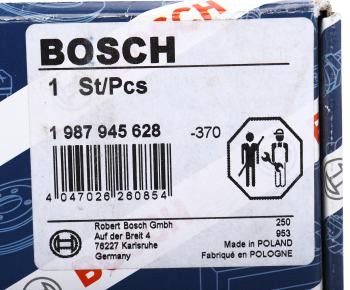 BOSCH
BOSCH
1 St/Pcs
1 987 945 628
-370
4 047026 260854
Robert Bosch Gmbh
Auf der Breit 4
76227 Karlsruhe
Germany
250
953
Made in POLAND
Fabriqué en POLOGNE